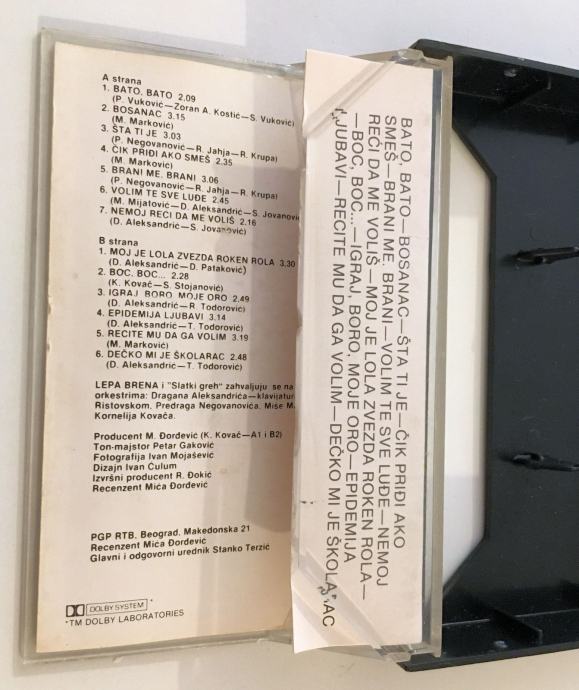 A strana
1. BATO, BATO 2.09
(P. Vuković—Zoran A. Kostić—S. Vuković)
2. BOSANAC 3.15
(M. Marković)
3. ŠTA TI JE 3.03
(P. Negovanović—R. Jahja—R. Krupa)
4. ČIK PRIĐI AKO SMEŠ 2.35
(M. Marković)
5. BRANI ME, BRANI 3.06
(P. Negovanović—R. Jahja—R. Krupa)
6. VOLIM TE SVE LUĐE 2.45
(M. Mijatović—D. Aleksandrić—S. Jovanović
7. NEMOJ REĆI DA ME VOLIŠ 2.16
(D. Aleksandrić—S. Jovanović)
B strana
1. MOJ JE LOLA ZVEZDA ROKEN ROLA 3.30
(D. Aleksandrić—D. Pataković)
2. BOC, BOC... 2.28
(K. Kovač—S. Stojanović)
3. IGRAJ, BORO, MOJE ORO 2.49
(D. Aleksandrić—R. Todorović)
4. EPIDEMIJA LJUBAVI 3.14
(D. Aleksandrić—T. Todorović)
5. RECITE MU DA GA VOLIM 3.19
(M. Marković)
6. DEČKO MI JE ŠKOLARAC 2.48
(D. Aleksandrić—T. Todorović)
LEPA BRENA i "Slatki greh" zahvaljuju se na
orkestrima: Dragana Aleksandrića—klavijatur
Ristovskom, Predraga Negovanovića, Miše M.
Kornelija Kovača.
Producent M. Đorđević (K. Kovač—A1 i B2)
Ton-majstor Petar Gaković
Fotografija Ivan Mojašević
Dizajn Ivan Ćulum
Izvršni producent R. Đokić
Recenzent Mića Đorđević
PGP RTB, Beograd, Makedonska 21
Recenzent Mića Đorđević
Glavni i odgovorni urednik Stanko Terzić
DOLBY SYSTEM *
*TM DOLBY LABORATORIES
BATO, BATO—BOSANAC—ŠTA TI JE—ČIK PRIĐI AKO
SMEŠ—BRANI ME, BRANI—VOLIM TE SVE LUĐE—NEMOJ
REĆI DA ME VOLIŠ—MOJ JE LOLA ZVEZDA ROKEN ROLA—
—BOC, BOC...—IGRAJ, BORO, MOJE ORO—EPIDEMIJA
LJUBAVI—RECITE MU DA GA VOLIM—DEČKO MI JE ŠKOLARAC